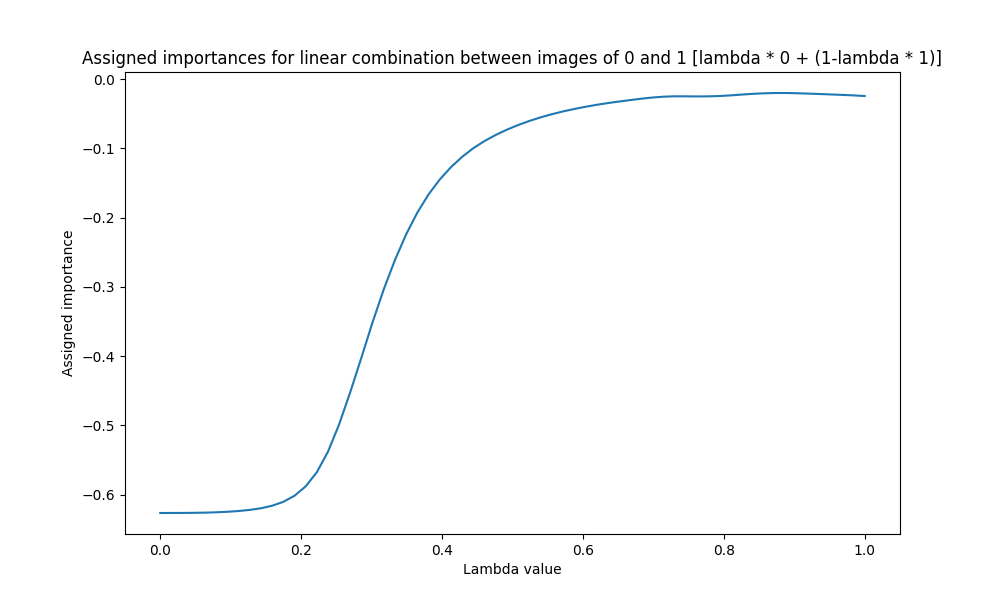 Assigned importances for linear combination between images of 0 and 1 [lambda * 0 + (1-lambda * 1)]
0.0
−0.1
−0.2
−0.3
−0.4
−0.5
−0.6
Assigned importance
0.0 0.2 0.4 0.6 0.8 1.0
Lambda value